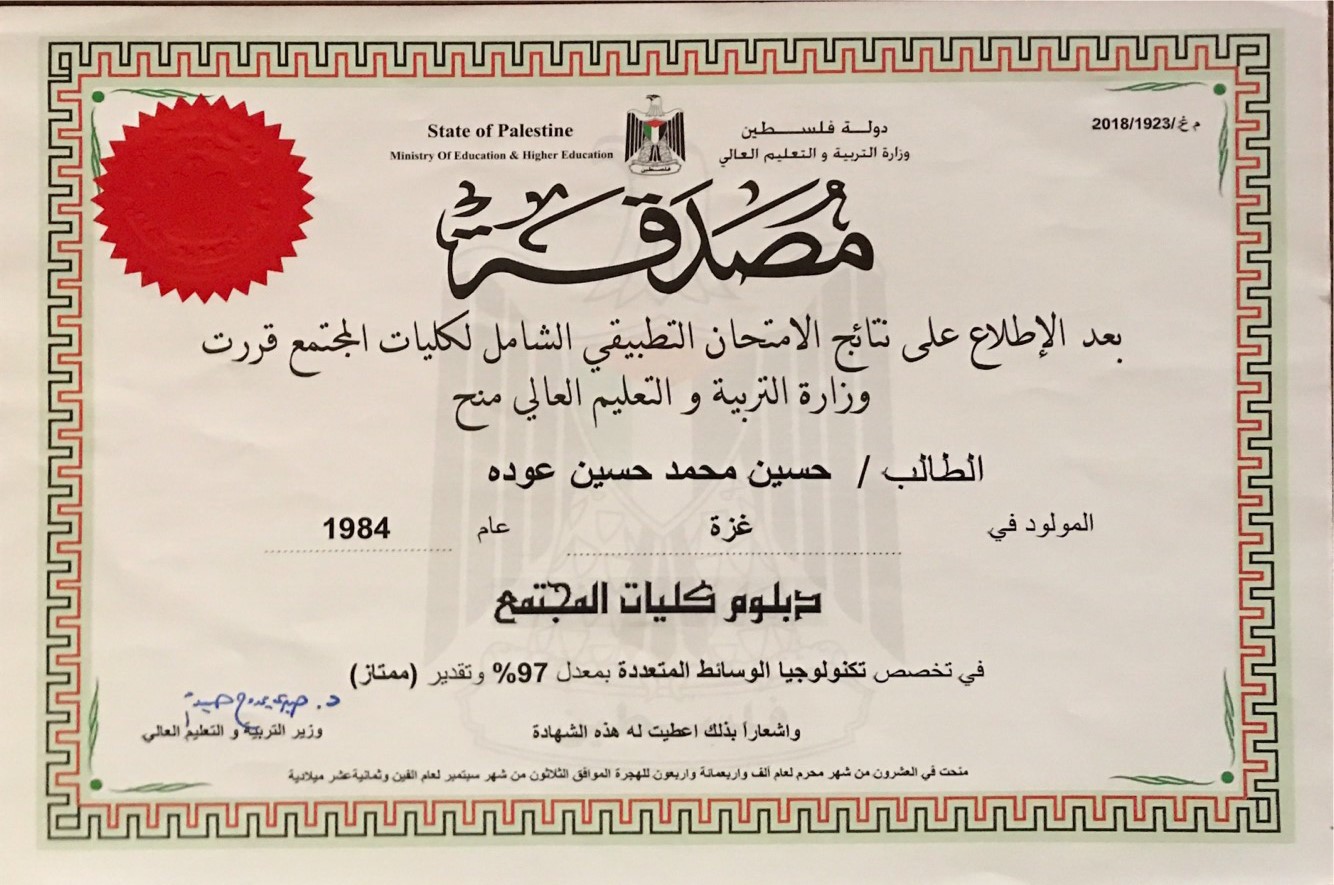 م غ/2018/1923
State of Palestine
Ministry Of Education & Higher Education
دولة فلسطين
وزارة التربية و التعليم العالي
فلسطين
مُصَدَقة
بعد الإطلاع على نتائج الامتحان التطبيقي الشامل لكليات المجتمع قررت
وزارة التربية و التعليم العالي منح
الطالب / حسين محمد حسين عوده
المولود في غزة عام 1984
دبلوم كليات المجتمع
في تخصص تكنولوجيا الوسائط المتعددة بمعدل 97% وتقدير (ممتاز)
واشعاراً بذلك اعطيت له هذه الشهادة
د. صبري صيدم
وزير التربية و التعليم العالي
منحت في العشرون من شهر محرم لعام ألف واربعمائة واربعون للهجرة الموافق الثلاثون من شهر سبتمبر لعام الفين وثمانية عشر ميلادية